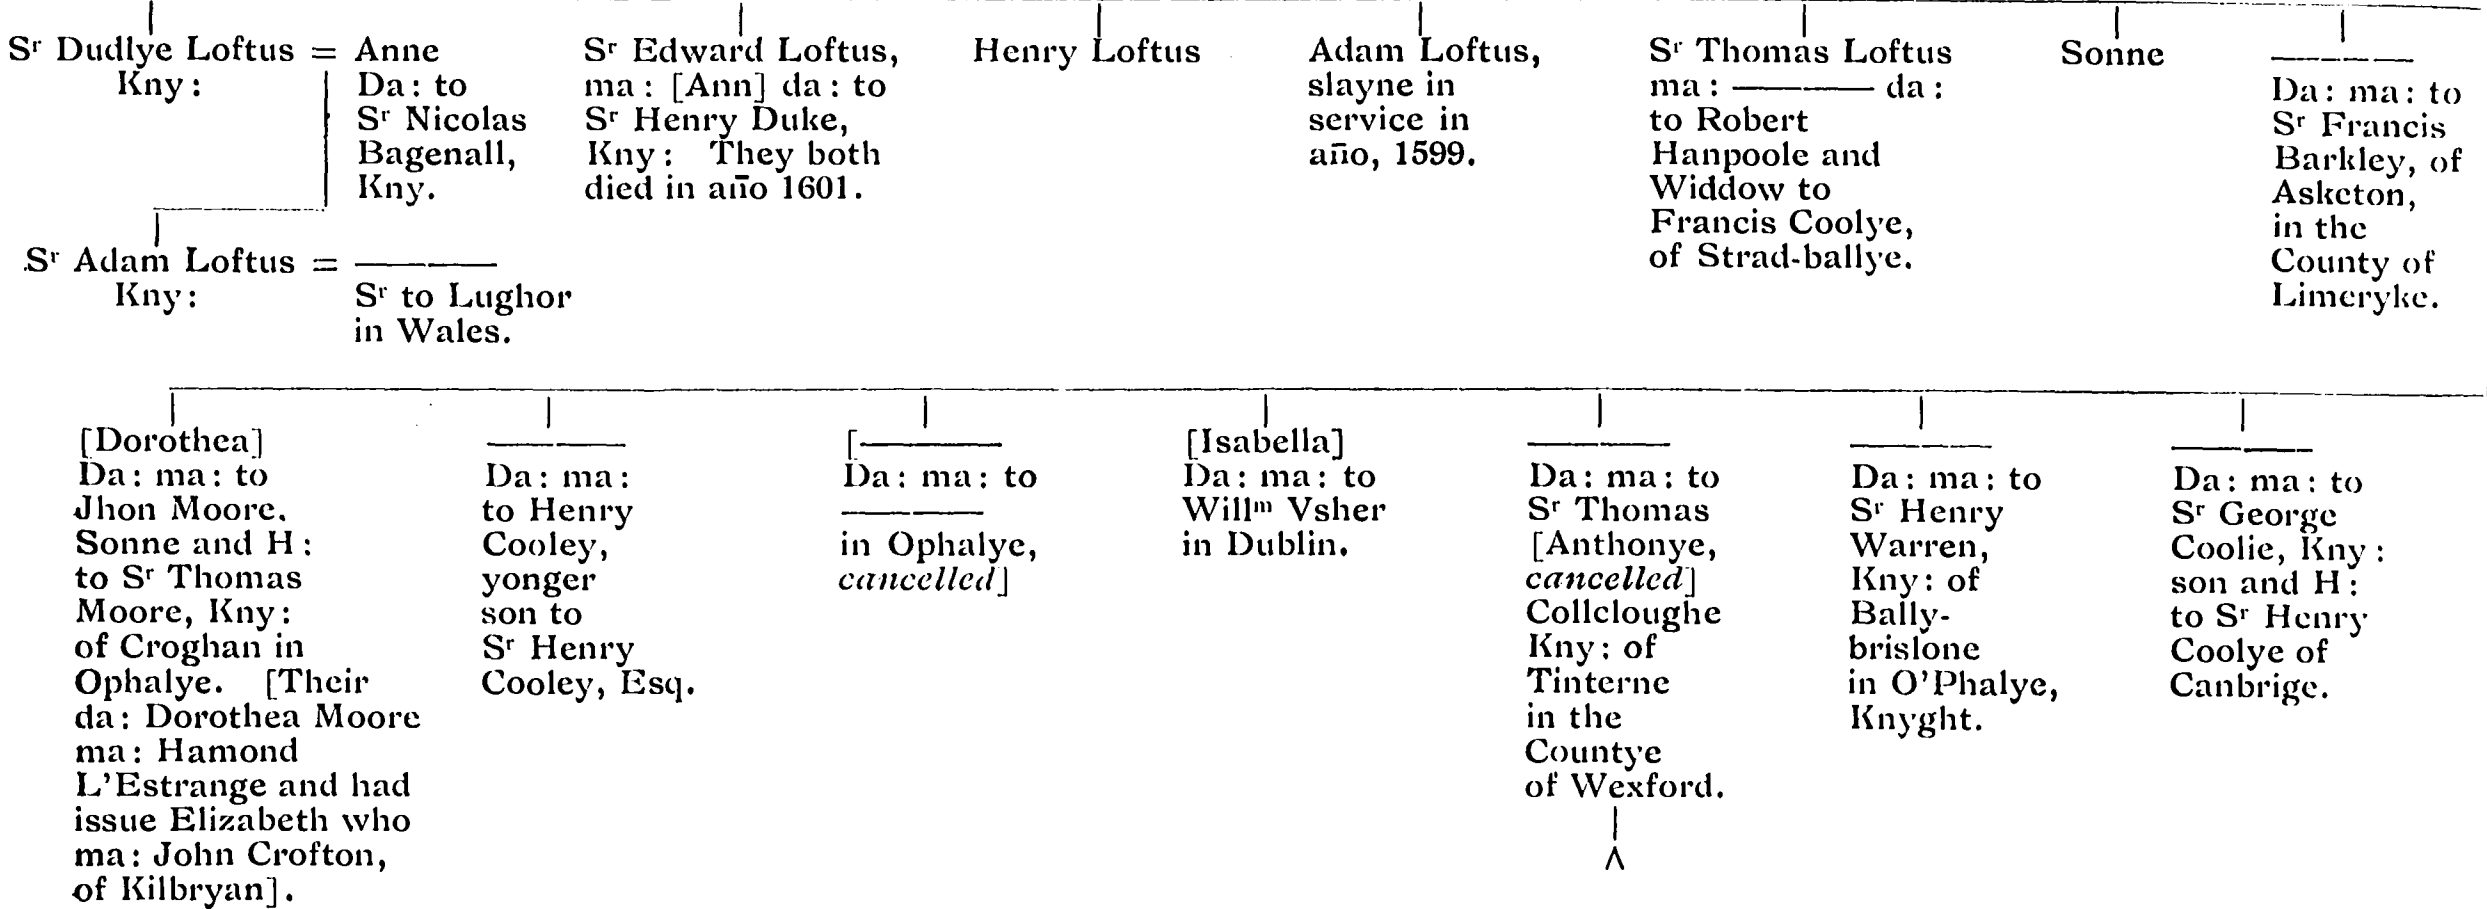 Sʳ Dudlye Loftus = Anne
Kny:
Da: to
Sʳ Nicolas
Bagenall,
Kny.
Sʳ Edward Loftus,
ma: [Ann] da: to
Sʳ Henry Duke,
Kny: They both
died in año 1601.
Henry Loftus
Adam Loftus,
slayne in
service in
año, 1599.
Sʳ Thomas Loftus
ma: ——— da:
to Robert
Hanpoole and
Widdow to
Francis Coolye,
of Strad-ballye.
Sonne
———
Da: ma: to
Sʳ Francis
Barkley, of
Asketon,
in the
County of
Limeryke.
Sʳ Adam Loftus = ———
Kny:
Sʳ to Lughor
in Wales.
[Dorothea]
Da: ma: to
Jhon Moore.
Sonne and H:
to Sʳ Thomas
Moore, Kny:
of Croghan in
Ophalye. [Their
da: Dorothea Moore
ma: Hamond
L'Estrange and had
issue Elizabeth who
ma: John Crofton,
of Kilbryan].
———
Da: ma:
to Henry
Cooley,
yonger
son to
Sʳ Henry
Cooley, Esq.
[———
Da: ma: to
———
in Ophalye,
cancelled]
[Isabella]
Da: ma: to
Willᵐ Vsher
in Dublin.
———
Da: ma: to
Sʳ Thomas
[Anthonye,
cancelled]
Collcloughe
Kny: of
Tinterne
in the
Countye
of Wexford.
———
Da: ma: to
Sʳ Henry
Warren,
Kny: of
Bally-
brislone
in O'Phalye,
Knyght.
———
Da: ma: to
Sʳ George
Coolie, Kny:
son and H:
to Sʳ Henry
Coolye of
Canbrige.